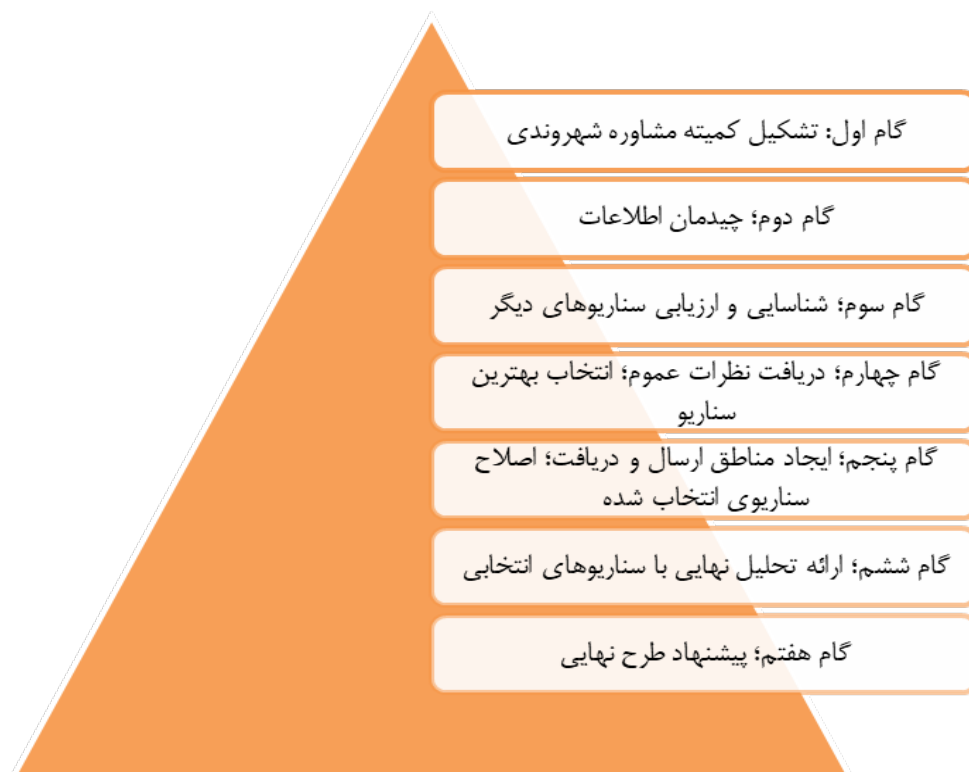 گام اول: تشکیل کمیته مشاوره شهروندی
گام دوم؛ چیدمان اطلاعات
گام سوم؛ شناسایی و ارزیابی سناریوهای دیگر
گام چهارم؛ دریافت نظرات عموم؛ انتخاب بهترین
سناریو
گام پنجم؛ ایجاد مناطق ارسال و دریافت؛ اصلاح
سناریوی انتخاب شده
گام ششم؛ ارائه تحلیل نهایی با سناریوهای انتخابی
گام هفتم؛ پیشنهاد طرح نهایی